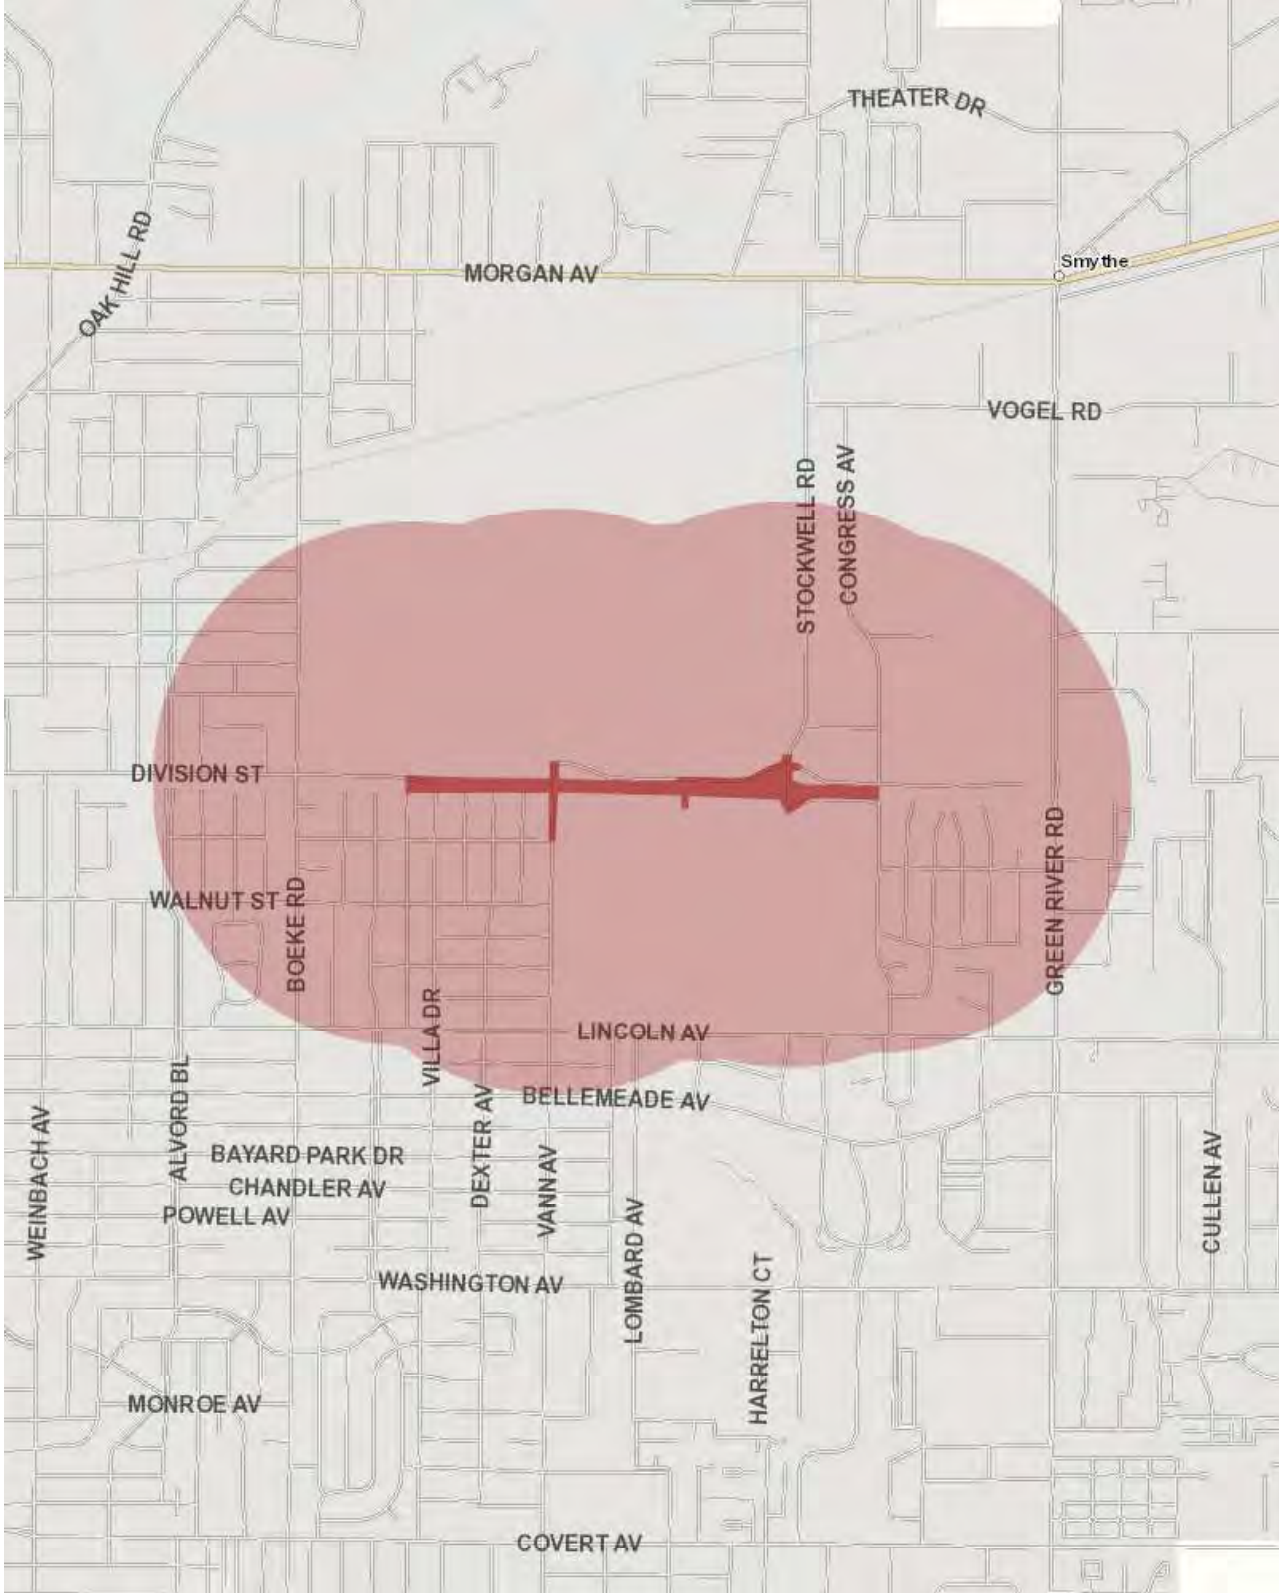 THEATER DR
OAK HILL RD
Smythe
MORGAN AV
VOGEL RD
STOCKWELL RD
CONGRESS AV
DIVISION ST
WALNUT ST
BOEKE RD
GREEN RIVER RD
VILLA DR
LINCOLN AV
BELLEMEADE AV
ALVORD BL
DEXTER AV
WEINBACH AV
BAYARD PARK DR
VANN AV
CULLEN AV
CHANDLER AV
POWELL AV
LOMBARD AV
WASHINGTON AV
HARRELTON CT
MONROE AV
COVERT AV